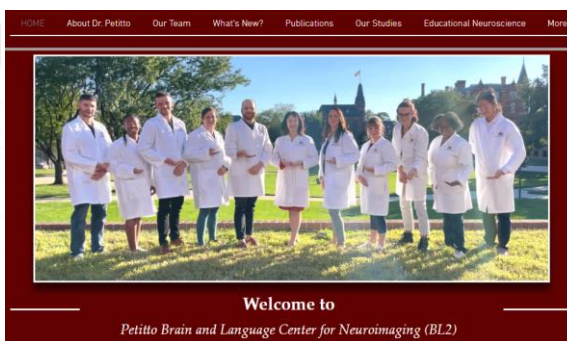 HOME About Dr. Petitto Our Team What's New? Publications Our Studies Educational Neuroscience More
Welcome to
Petitto Brain and Language Center for Neuroimaging (BL2)